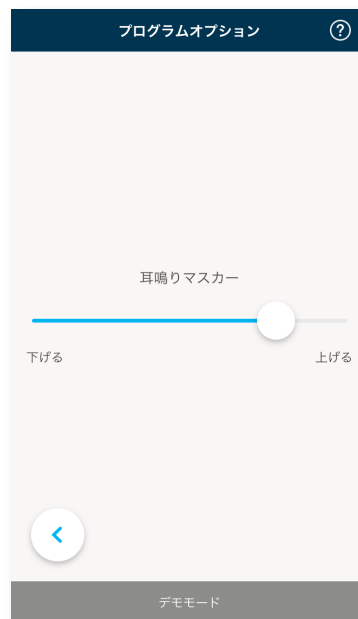 プログラムオプション
?
耳鳴りマスカー
下げる
上げる
デモモード